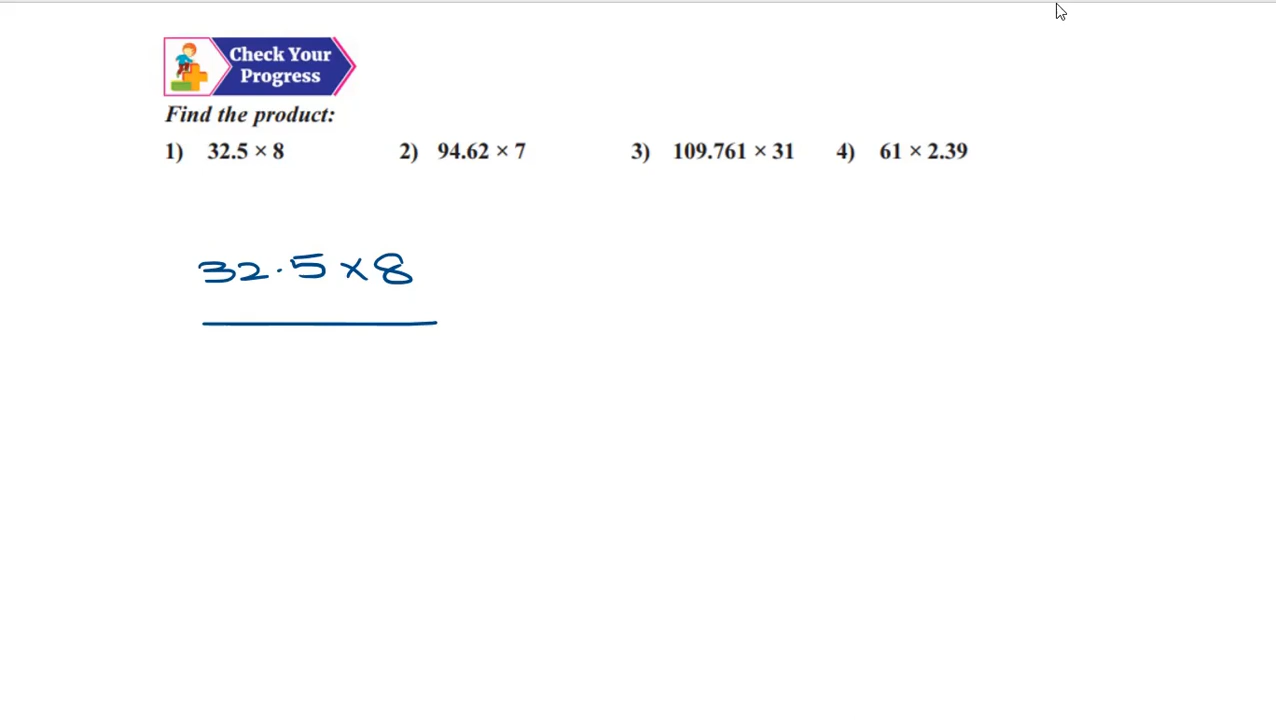 Check Your
Progress
Find the product:
1) 32.5 × 8 2) 94.62 × 7 3) 109.761 × 31 4) 61 × 2.39
32.5 × 8